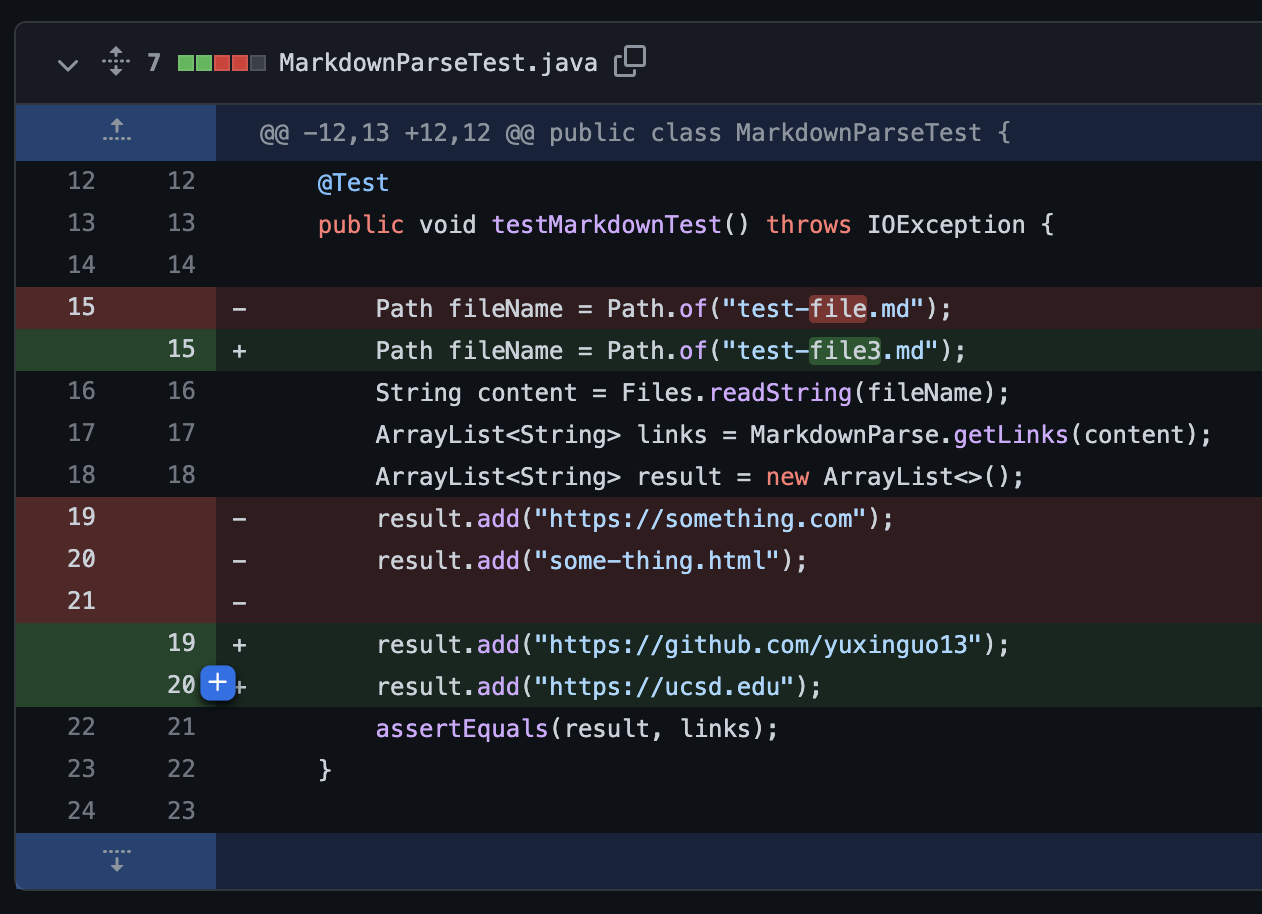 7 MarkdownParseTest.java
@@ -12,13 +12,12 @@ public class MarkdownParseTest {
12 12 @Test
13 13 public void testMarkdownTest() throws IOException {
14 14
15 - Path fileName = Path.of("test-file.md");
15 + Path fileName = Path.of("test-file3.md");
16 16 String content = Files.readString(fileName);
17 17 ArrayList<String> links = MarkdownParse.getLinks(content);
18 18 ArrayList<String> result = new ArrayList<>();
19 - result.add("https://something.com");
20 - result.add("some-thing.html");
21 -
19 + result.add("https://github.com/yuxinguo13");
20 + result.add("https://ucsd.edu");
22 21 assertEquals(result, links);
23 22 }
24 23